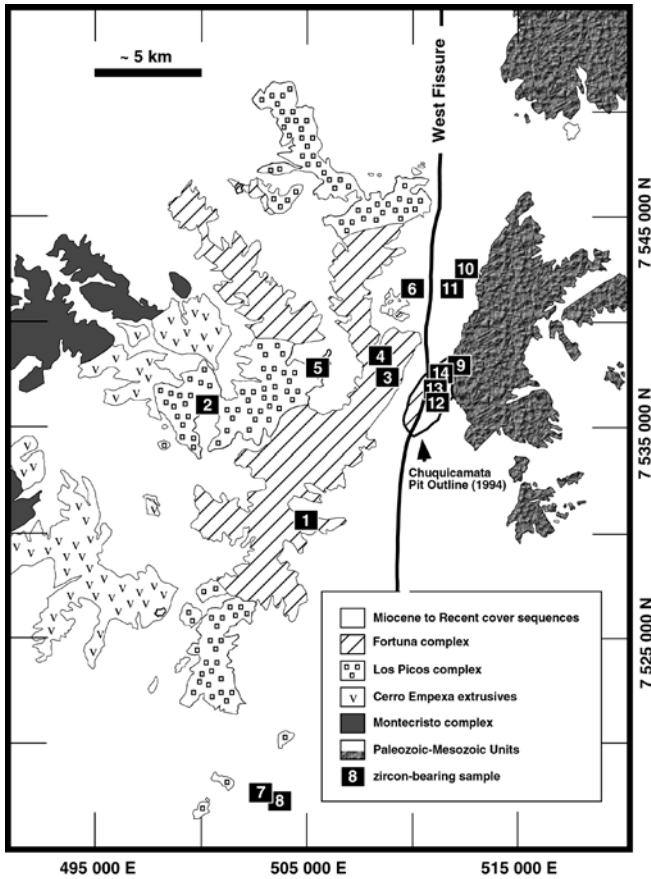 ~ 5 km
West Fissure
7 545 000 N
10
6
11
4
5
3
9
14
13
2
12
7 535 000 N
Chuquicamata
Pit Outline (1994)
1
Miocene to Recent cover sequences
Fortuna complex
Los Picos complex
v Cerro Empexa extrusives
Montecristo complex
Paleozoic-Mesozoic Units
8 zircon-bearing sample
7 525 000 N
7
8
495 000 E
505 000 E
515 000 E